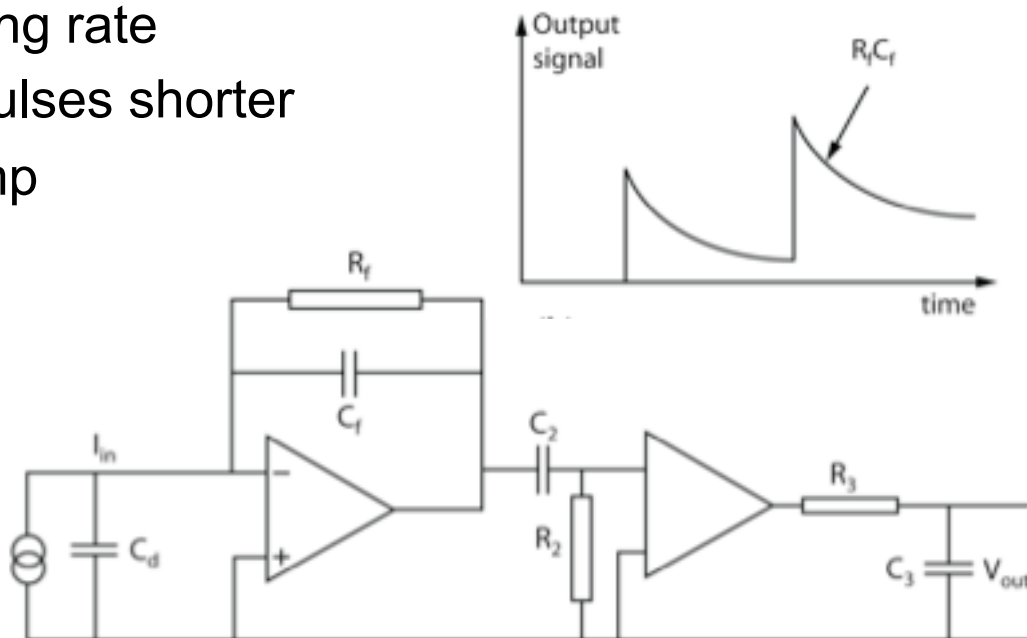 ng rate
ulses shorter
np
Output
signal
RfCf
time
Rf
Cf
Iin
−
+
Cd
C2
R2
R3
C3
Vout